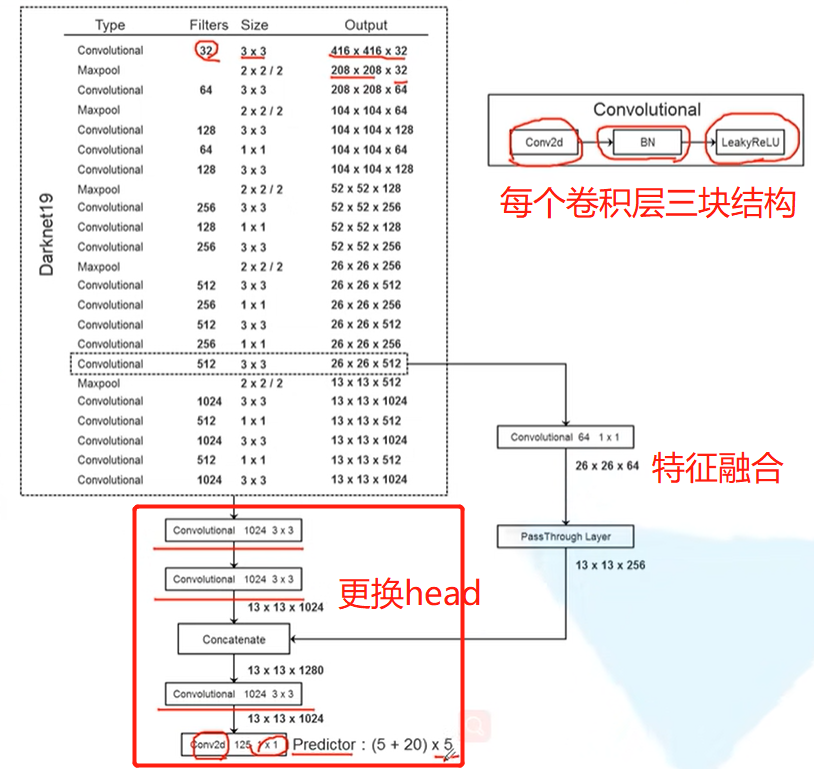 Type Filters Size Output
Convolutional 32 3 x 3 416 x 416 x 32
Maxpool 2 x 2 / 2 208 x 208 x 32
Convolutional 64 3 x 3 208 x 208 x 64
Maxpool 2 x 2 / 2 104 x 104 x 64
Convolutional 128 3 x 3 104 x 104 x 128
Convolutional 64 1 x 1 104 x 104 x 64
Convolutional 128 3 x 3 104 x 104 x 128
Maxpool 2 x 2 / 2 52 x 52 x 128
Convolutional 256 3 x 3 52 x 52 x 256
Convolutional 128 1 x 1 52 x 52 x 128
Convolutional 256 3 x 3 52 x 52 x 256
Maxpool 2 x 2 / 2 26 x 26 x 256
Convolutional 512 3 x 3 26 x 26 x 512
Convolutional 256 1 x 1 26 x 26 x 256
Convolutional 512 3 x 3 26 x 26 x 512
Convolutional 256 1 x 1 26 x 26 x 256
Convolutional 512 3 x 3 26 x 26 x 512
Maxpool 2 x 2 / 2 13 x 13 x 512
Convolutional 1024 3 x 3 13 x 13 x 1024
Convolutional 512 1 x 1 13 x 13 x 512
Convolutional 1024 3 x 3 13 x 13 x 1024
Convolutional 512 1 x 1 13 x 13 x 512
Convolutional 1024 3 x 3 13 x 13 x 1024
Darknet19
Convolutional
Conv2d BN LeakyReLU
每个卷积层三块结构
Convolutional 64 1 x 1
26 x 26 x 64
特征融合
PassThrough Layer
13 x 13 x 256
Convolutional 1024 3 x 3
Convolutional 1024 3 x 3
13 x 13 x 1024
更换head
Concatenate
13 x 13 x 1280
Convolutional 1024 3 x 3
13 x 13 x 1024
Conv2d 125 1 x 1 Predictor : (5 + 20) x 5